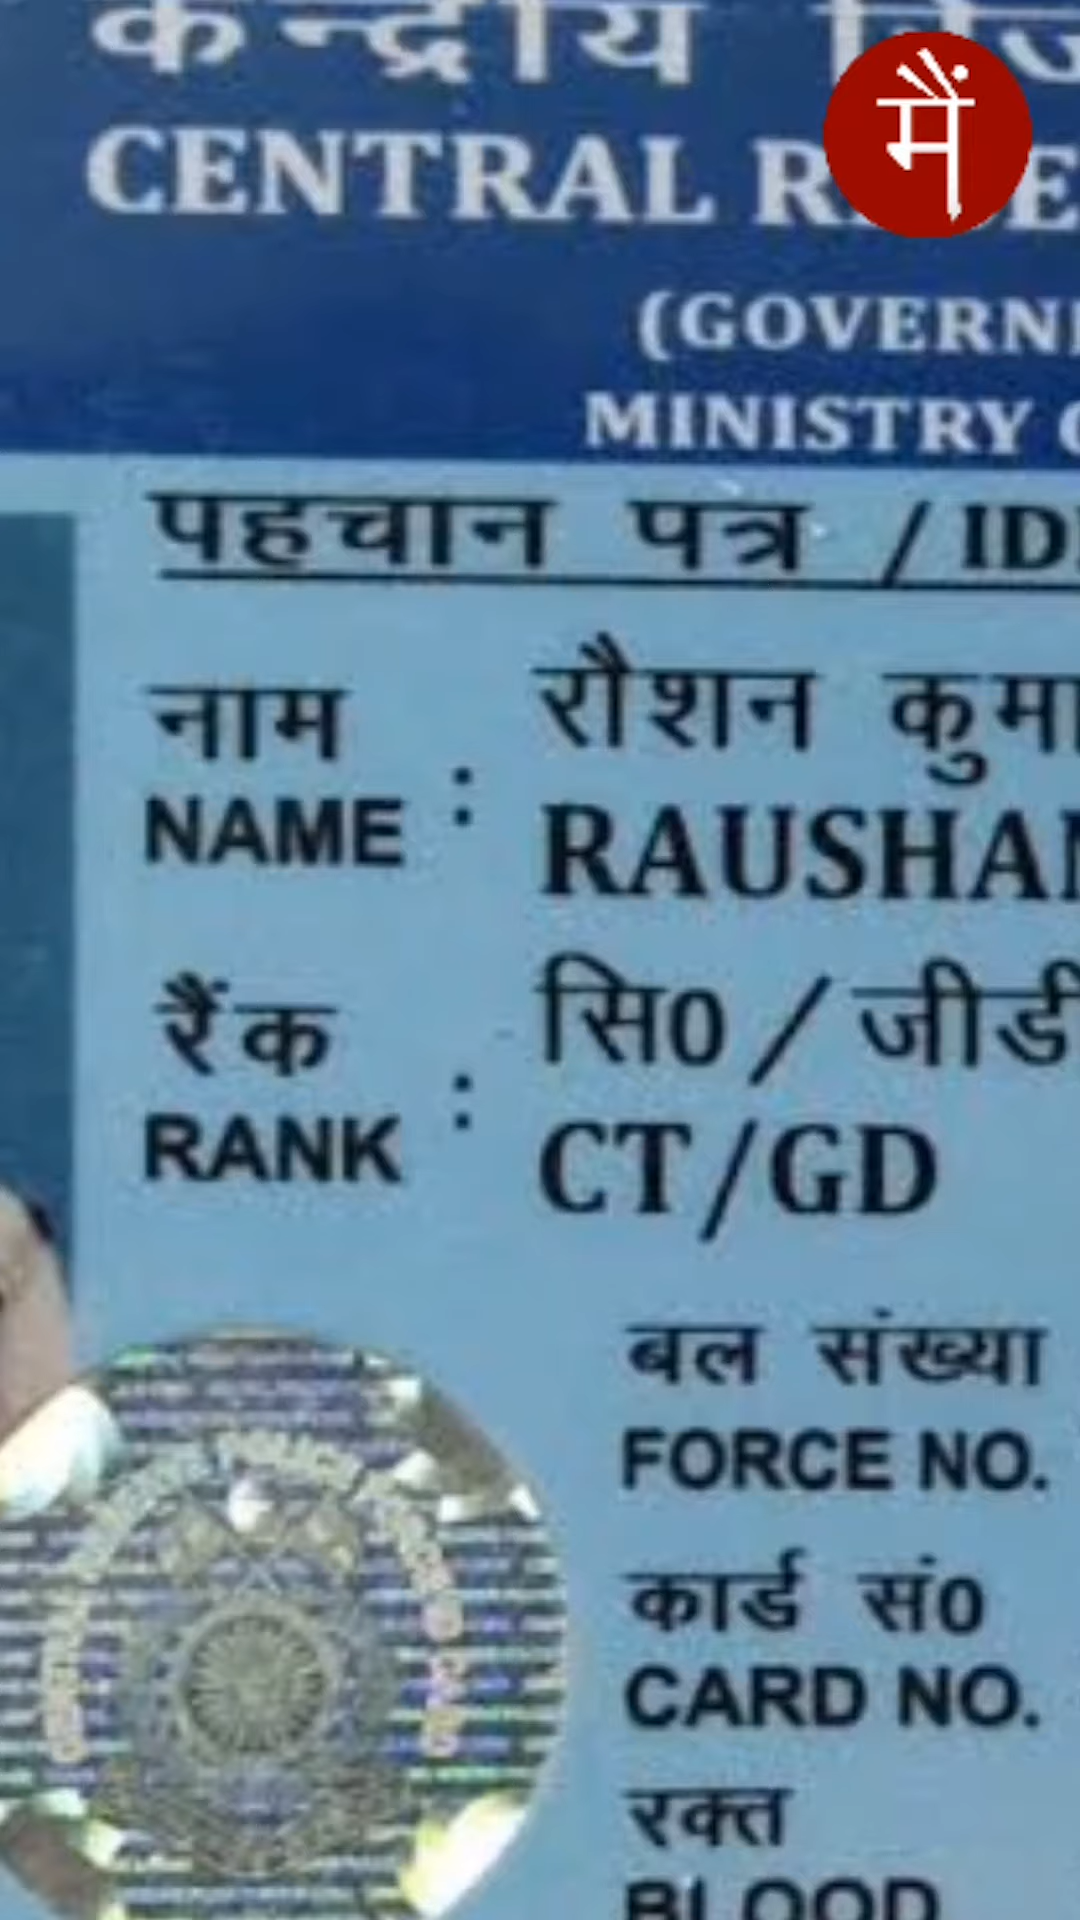 केन्द्रीय
CENTRAL
(GOVERN
MINISTRY
पहचान पत्र / ID
नाम : रौशन कुमा
NAME RAUSHAN
रैंक : सि0 / जीडी
RANK CT/GD
बल संख्या
FORCE NO.
कार्ड सं0
CARD NO.
रक्त
BLOOD
में